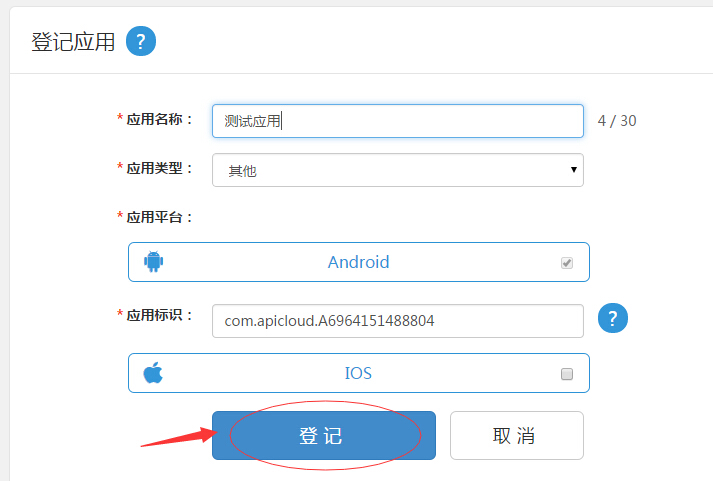 登记应用 ?
*应用名称： 测试应用 4 / 30
*应用类型： 其他
*应用平台：
Android
*应用标识： com.apicloud.A6964151488804 ?
IOS
登 记 取 消